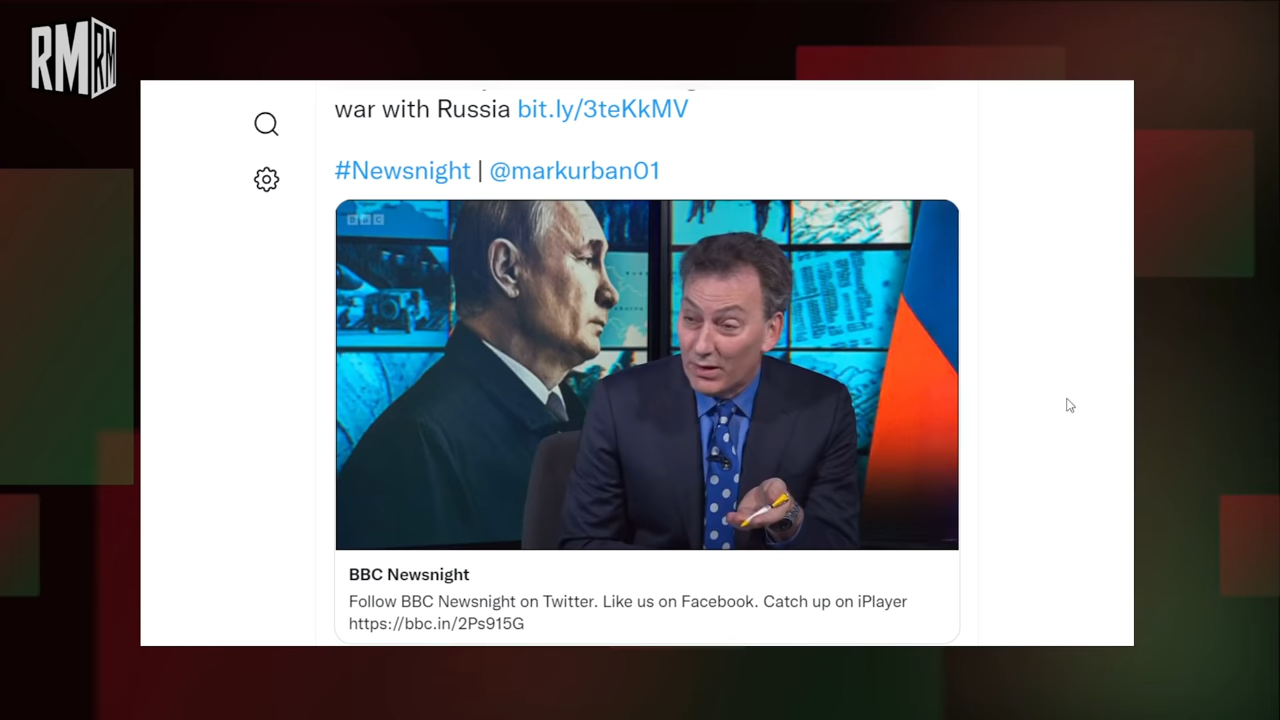 RM RM
war with Russia bit.ly/3teKkMV
#Newsnight | @markurban01
BBC
BBC Newsnight
Follow BBC Newsnight on Twitter. Like us on Facebook. Catch up on iPlayer
https://bbc.in/2Ps915G